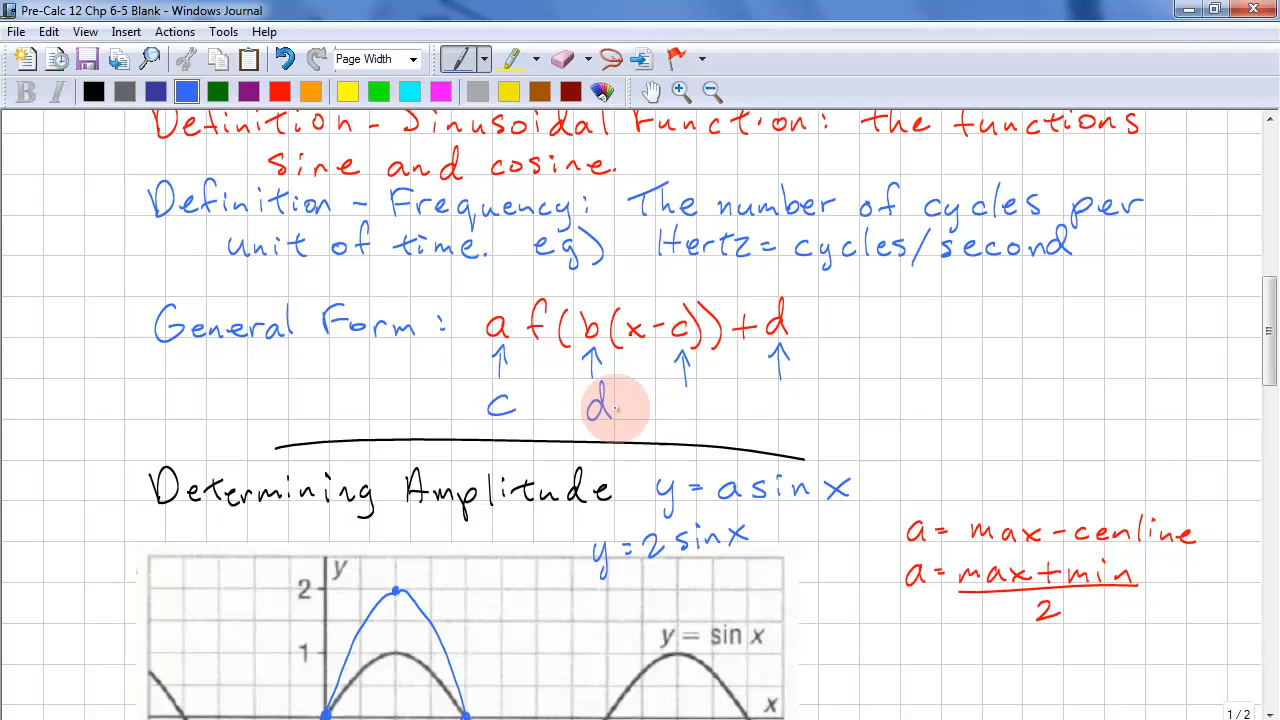 Pre-Calc 12 Chp 6-5 Blank - Windows Journal
File Edit View Insert Actions Tools Help
Page Width
B I
Definition - Sinusoidal Function: the functions
sine and cosine.
Definition - Frequency: The number of cycles per
unit of time. eg) Hertz = cycles/second
General Form: a f(b(x-c))+d
↑ ↑ ↑ ↑
c d
Determining Amplitude y = a sin x
y = 2 sin x
a = max - cenline
a = max + min
2
y
2
y = sin x
1
x
1 / 2